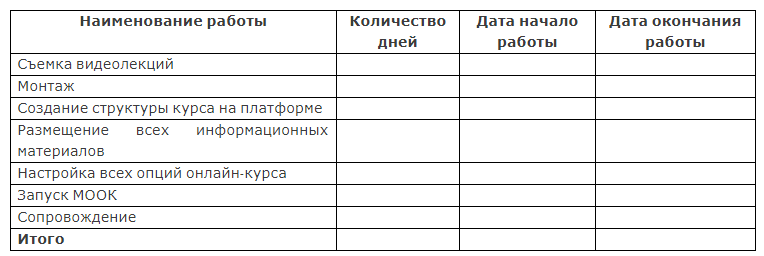 Наименование работы Количество дней Дата начало работы Дата окончания работы
Съемка видеолекций
Монтаж
Создание структуры курса на платформе
Размещение всех информационных
материалов
Настройка всех опций онлайн-курса
Запуск МООК
Сопровождение
Итого